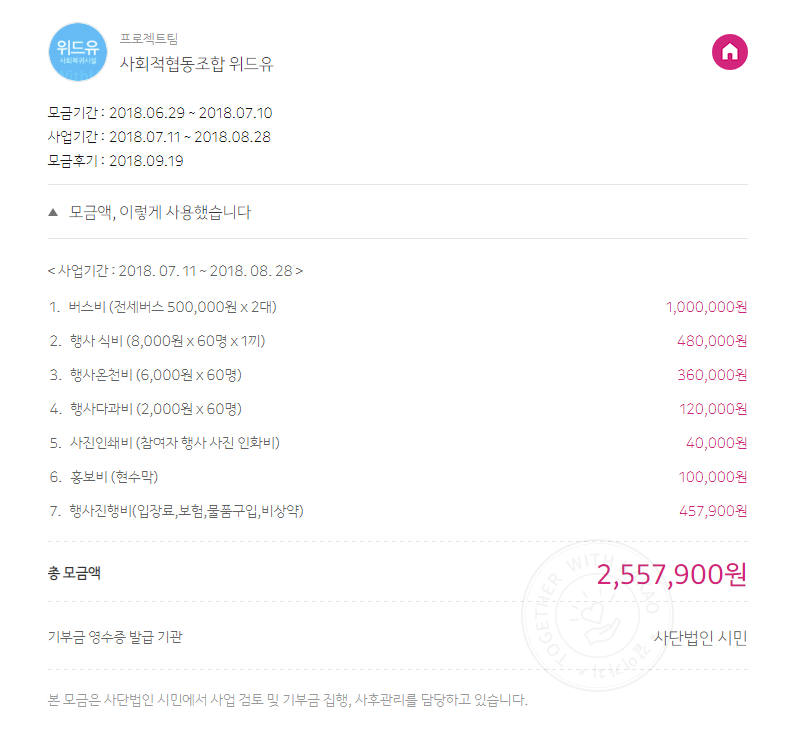 위드유
사회복귀시설
프로젝트팀
사회적협동조합 위드유
모금기간 : 2018.06.29 ~ 2018.07.10
사업기간 : 2018.07.11 ~ 2018.08.28
모금후기 : 2018.09.19
▲ 모금액, 이렇게 사용했습니다
< 사업기간 : 2018. 07. 11 ~ 2018. 08. 28 >
1. 버스비 (전세버스 500,000원 x 2대) 1,000,000원
2. 행사 식비 (8,000원 x 60명 x 1끼) 480,000원
3. 행사온천비 (6,000원 x 60명) 360,000원
4. 행사다과비 (2,000원 x 60명) 120,000원
5. 사진인쇄비 (참여자 행사 사진 인화비) 40,000원
6. 홍보비 (현수막) 100,000원
7. 행사진행비(입장료,보험,물품구입,비상약) 457,900원
총 모금액 2,557,900원
TOGETHER WITH
같이가치
기부금 영수증 발급 기관 사단법인 시민
본 모금은 사단법인 시민에서 사업 검토 및 기부금 집행, 사후관리를 담당하고 있습니다.